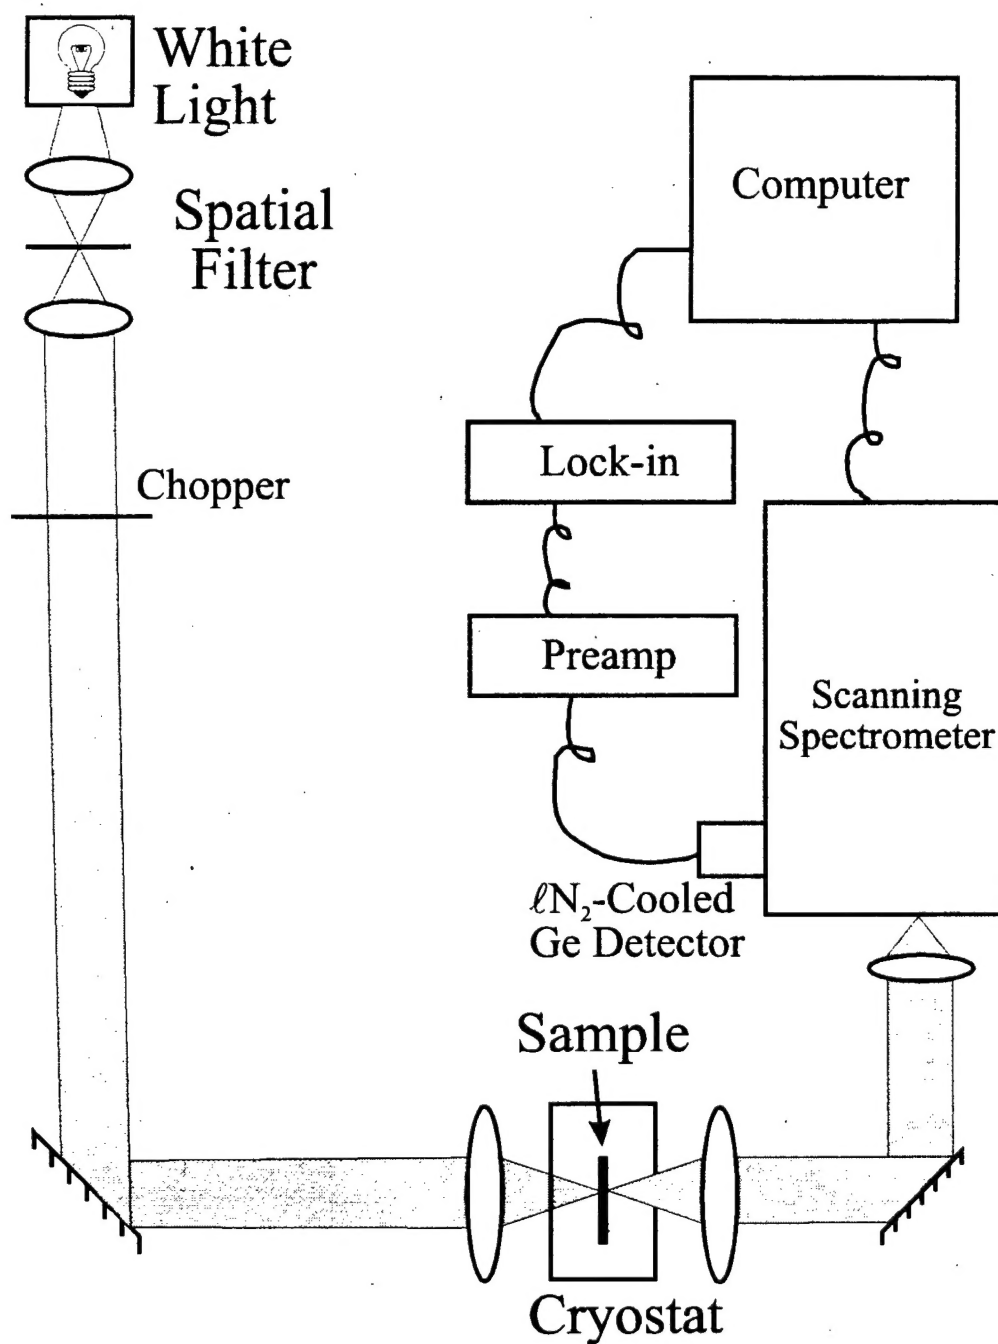 White
Light
Spatial
Filter
Computer
Chopper
Lock-in
Preamp
Scanning
Spectrometer
ℓN₂-Cooled
Ge Detector
Sample
Cryostat